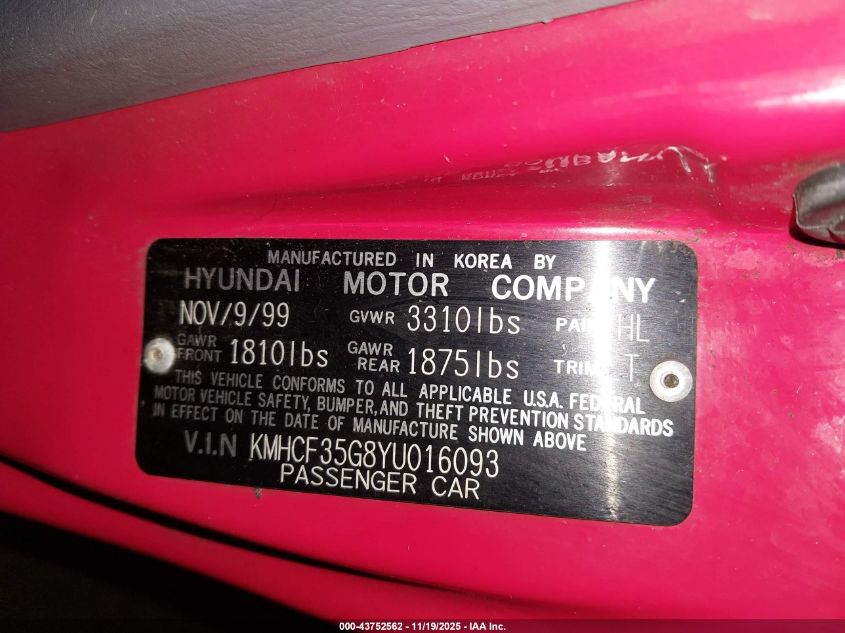 MANUFACTURED IN KOREA BY
HYUNDAI MOTOR COMPANY
NOV/9/99 GVWR 3310lbs HL
GAWR FRONT 1810lbs GAWR REAR 1875lbs TRIM T
THIS VEHICLE CONFORMS TO ALL APPLICABLE U.S.A. FEDERAL
MOTOR VEHICLE SAFETY, BUMPER, AND THEFT PREVENTION STANDARDS
IN EFFECT ON THE DATE OF MANUFACTURE SHOWN ABOVE
V.I.N KMHCF35G8YU016093
PASSENGER CAR
000-43752562 - 11/19/2025 - IAA Inc.